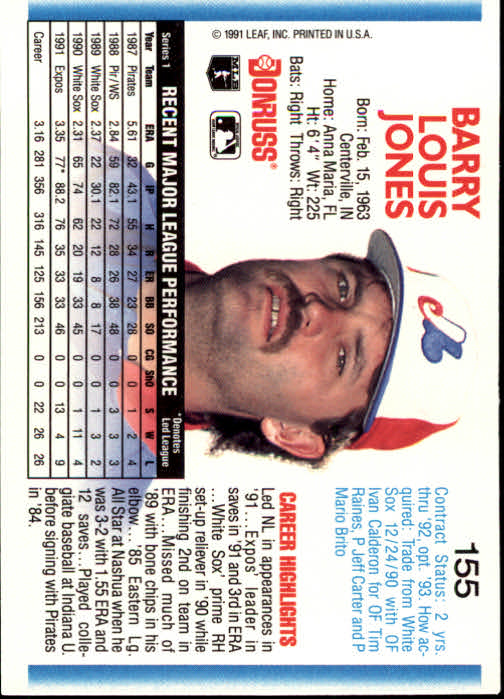 155
BARRY
LOUIS
JONES
Born: Feb. 15, 1963
Centerville, IN
Home: Anna Maria, FL
Ht: 6'4" Wt: 225
Bats: Right Throws: Right
DONRUSS®
MLB
© 1991 LEAF, INC. PRINTED IN U.S.A.
Contract Status: 2 yrs.
thru '92, opt. '93. How ac-
quired: Trade from White
Sox 12/24/90 with OF
Ivan Calderon for OF Tim
Raines, P Jeff Carter and P
Mario Brito
CAREER HIGHLIGHTS
Led NL in appearances in
'91...Expos leader in
saves in '91 and 3rd in ERA
...White Sox' prime RH
set-up reliever in '90 while
finishing 2nd on team in
ERA...Missed much of
'89 with bone chips in his
elbow...'85 Eastern Lg.
All Star at Nashua when he
was 3-2 with 1.55 ERA and
12 saves...Played colle-
giate baseball at Indiana U.
before signing with Pirates
in '84.
Series 1 RECENT MAJOR LEAGUE PERFORMANCE *Denotes
Led League
Year Team ERA G IP H R ER BB SO CG ShO S W L
1987 Pirates 5.61 32 43.1 55 34 27 23 28 0 0 1 2 4
1988 Pir/WS 2.84 59 82.1 72 28 26 38 48 0 0 3 3 3
1989 White Sox 2.37 22 30.1 22 12 8 8 17 0 0 1 3 2
1990 White Sox 2.31 65 74 62 20 19 33 45 0 0 1 11 4
1991 Expos 3.35 77* 88.2 76 35 33 33 46 0 0 13 4 9
Career 3.16 281 356 316 145 125 156 213 0 0 22 26 26